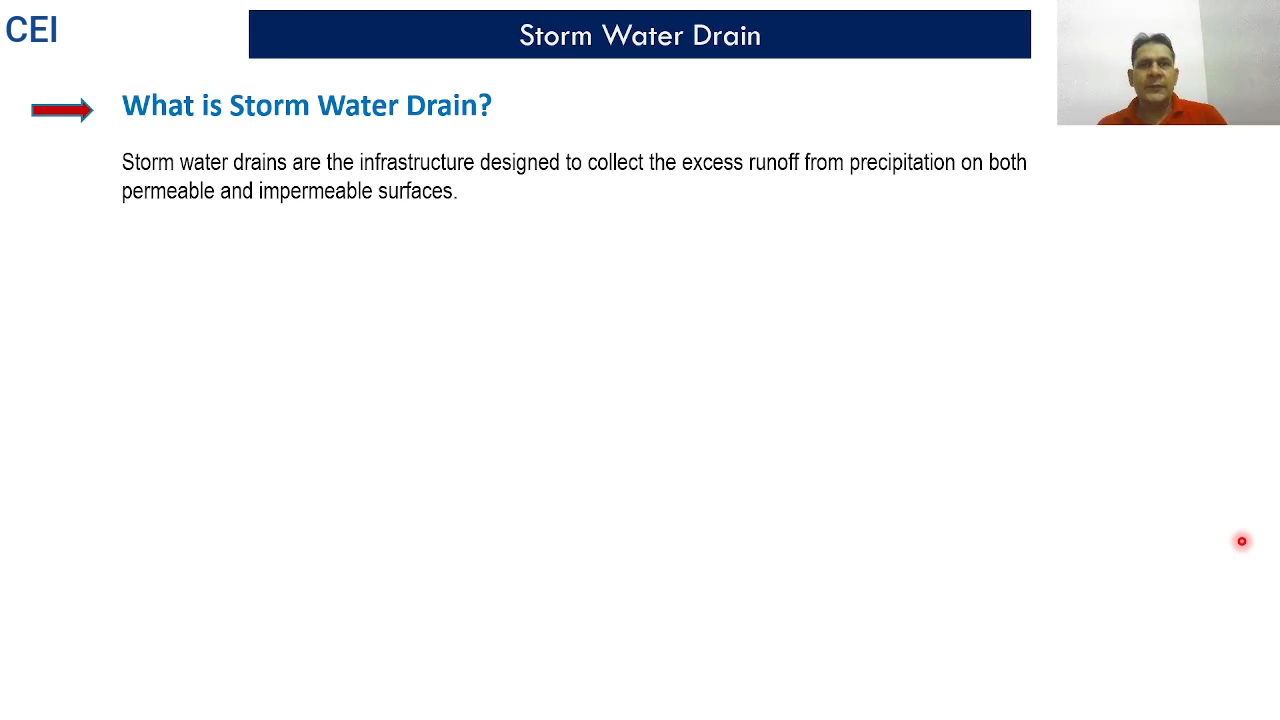 CEI
Storm Water Drain
What is Storm Water Drain?
Storm water drains are the infrastructure designed to collect the excess runoff from precipitation on both
permeable and impermeable surfaces.